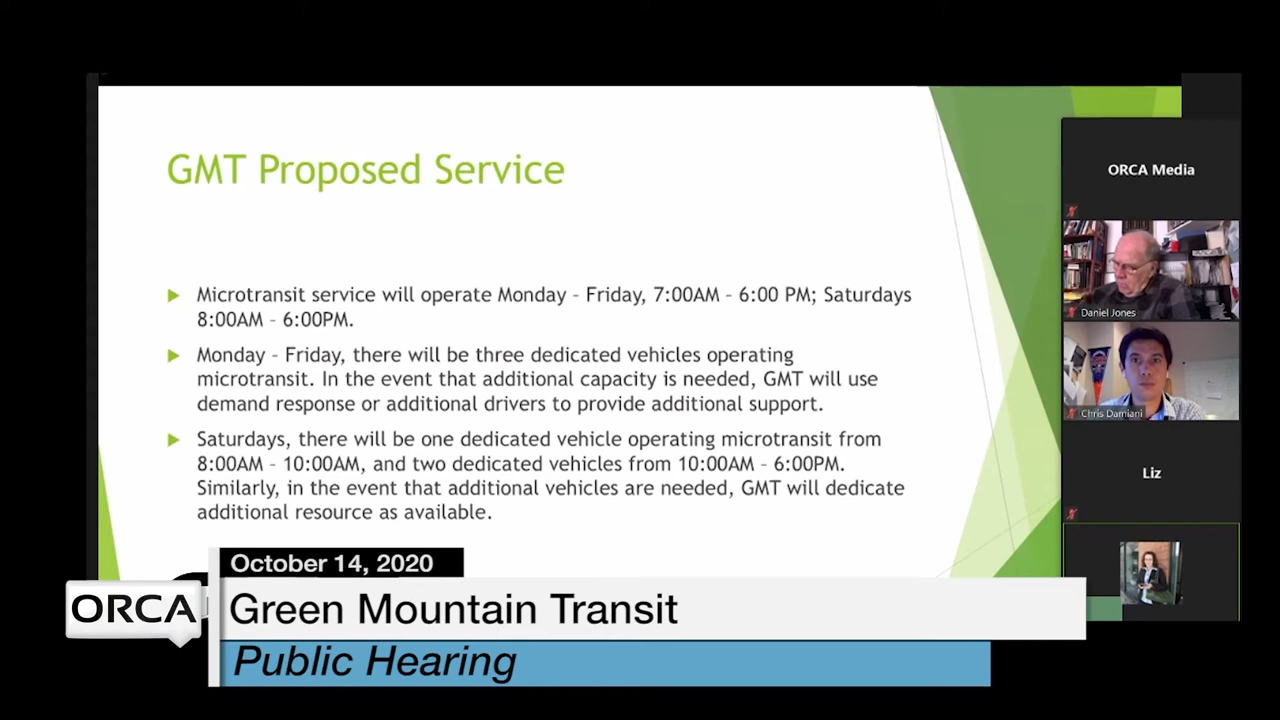 GMT Proposed Service
Microtransit service will operate Monday - Friday, 7:00AM - 6:00 PM; Saturdays
8:00AM - 6:00PM.
Monday - Friday, there will be three dedicated vehicles operating
microtransit. In the event that additional capacity is needed, GMT will use
demand response or additional drivers to provide additional support.
Saturdays, there will be one dedicated vehicle operating microtransit from
8:00AM - 10:00AM, and two dedicated vehicles from 10:00AM - 6:00PM.
Similarly, in the event that additional vehicles are needed, GMT will dedicate
additional resource as available.
ORCA Media
Daniel Jones
Chris Damiani
Liz
October 14, 2020
ORCA
Green Mountain Transit
Public Hearing